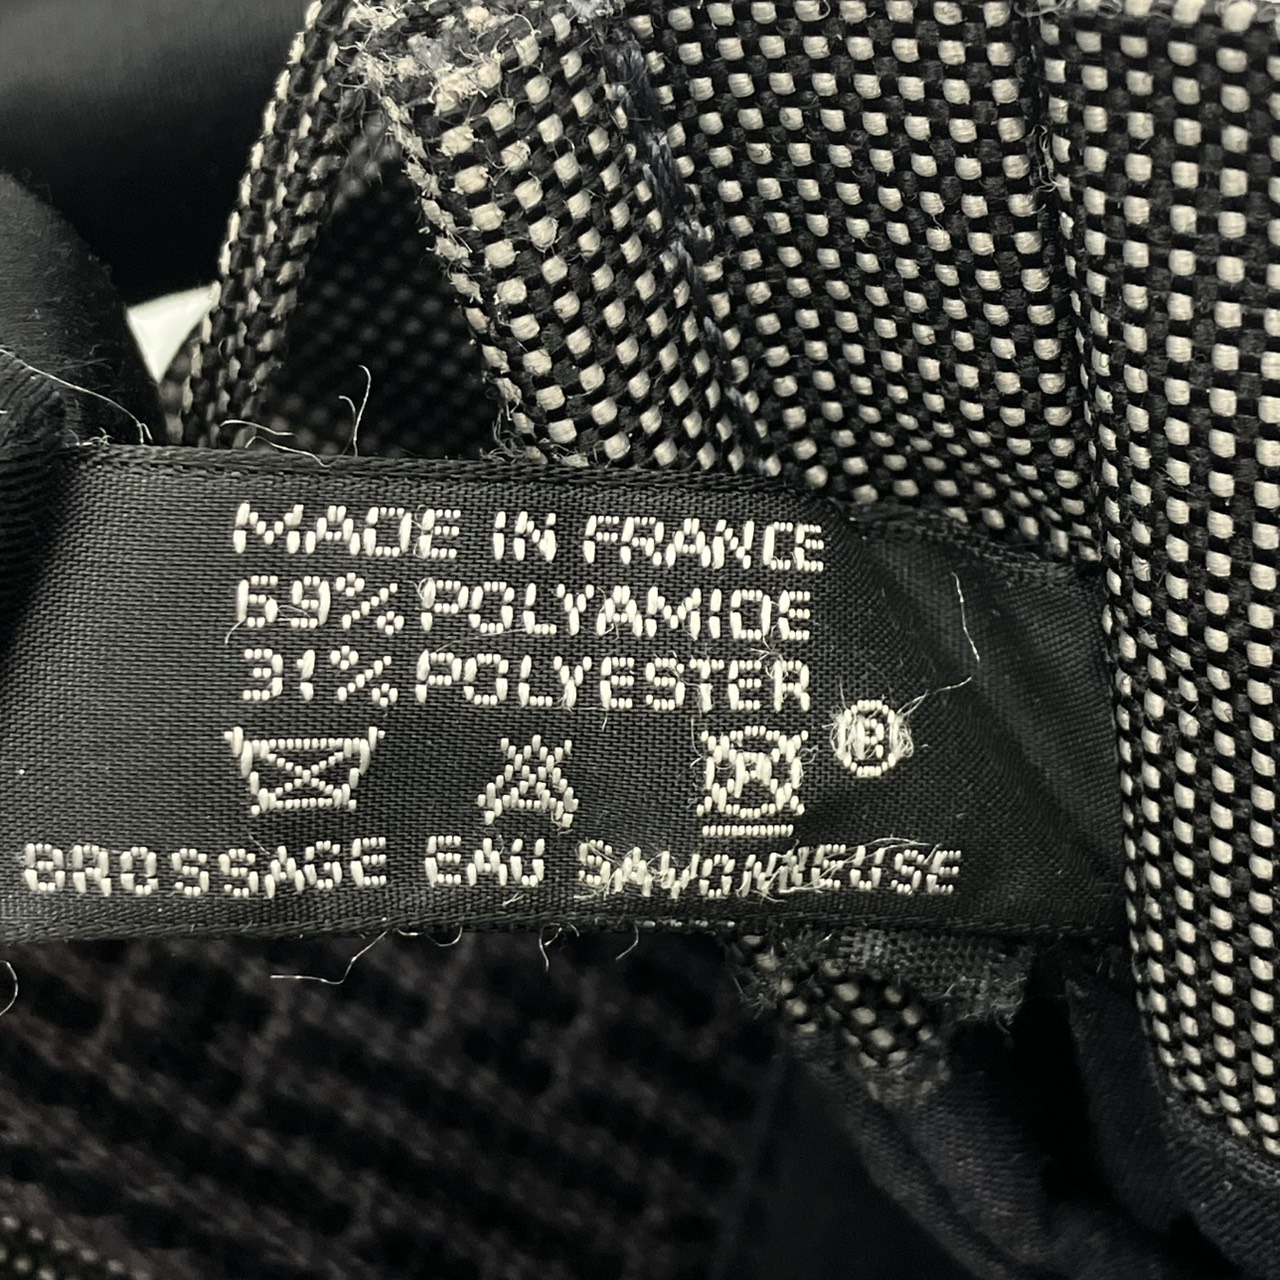 MADE IN FRANCE
69% POLYAMIDE
31% POLYESTER
®
BROSSAGE EAU SAVONNEUSE